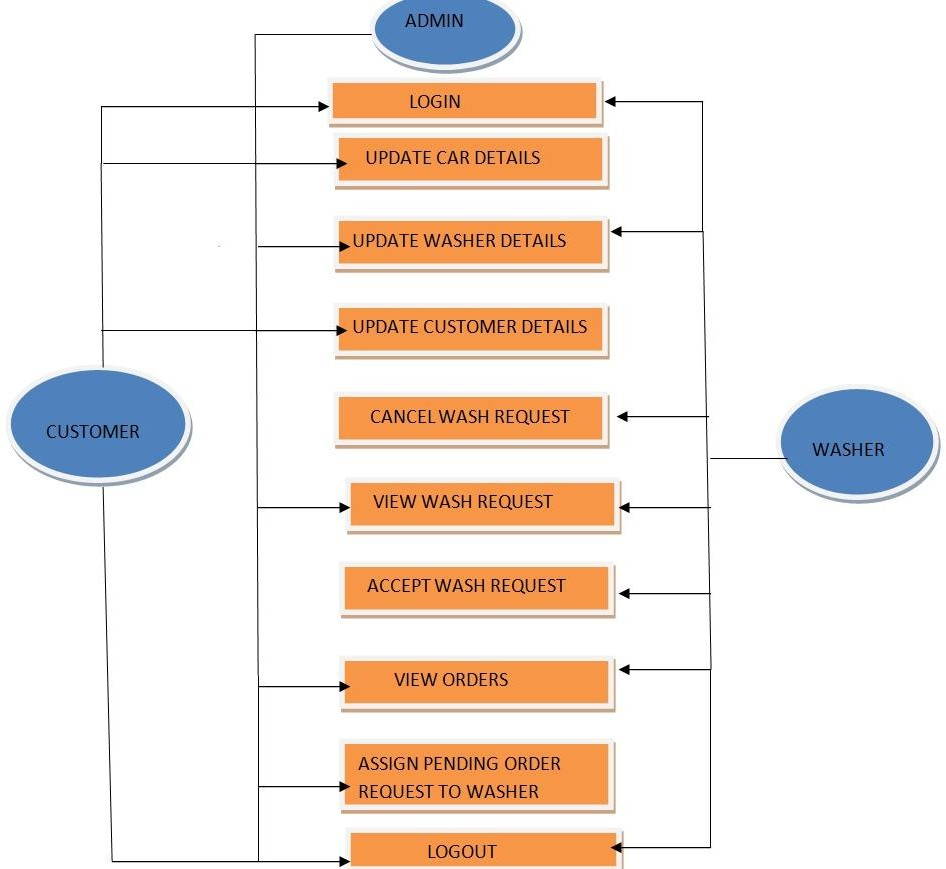 ADMIN
LOGIN
UPDATE CAR DETAILS
UPDATE WASHER DETAILS
UPDATE CUSTOMER DETAILS
CANCEL WASH REQUEST
CUSTOMER
WASHER
VIEW WASH REQUEST
ACCEPT WASH REQUEST
VIEW ORDERS
ASSIGN PENDING ORDER
REQUEST TO WASHER
LOGOUT